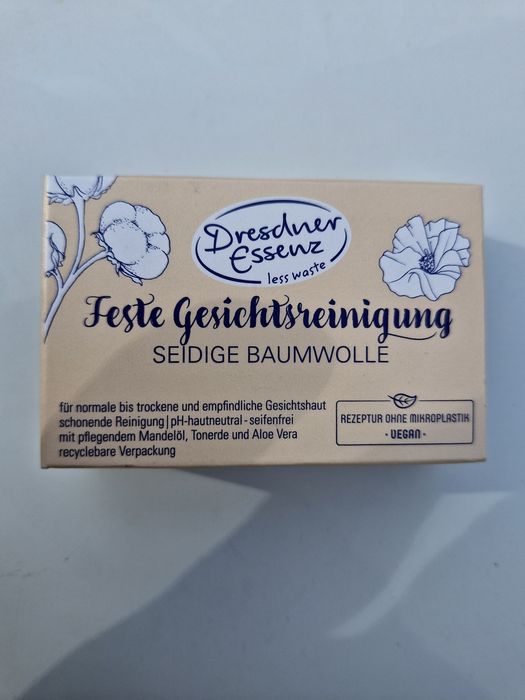 Dresdner
Essenz
less waste
Feste Gesichtsreinigung
SEIDIGE BAUMWOLLE
für normale bis trockene und empfindliche Gesichtshaut
schonende Reinigung | pH-hautneutral - seifenfrei
mit pflegendem Mandelöl, Tonerde und Aloe Vera
recyclebare Verpackung
REZEPTUR OHNE MIKROPLASTIK
- VEGAN -